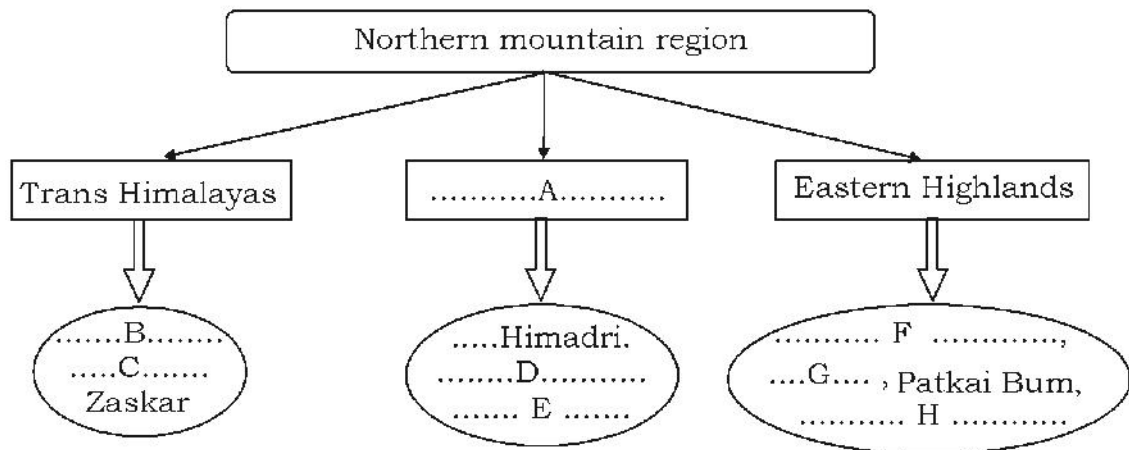 Northern mountain region
Trans Himalayas
...........A...........
Eastern Highlands
.......B........
.....C.......
Zaskar
.....Himadri.
........D...........
....... E .......
........... F .............,
....G.... , Patkai Bum,
........... H ............